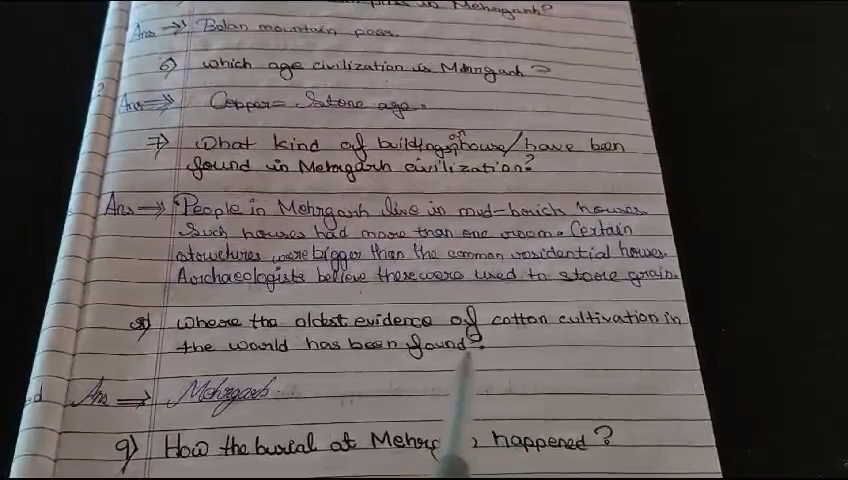 in Mehrgarh?
Ans → Bolan mountain pass.
6) which age civilization is Mehrgarh?
Ans ⇒ Copper = Stone age.
7) What kind of buildings or house/have been
found in Mehrgarh civilization?
Ans → People in Mehrgarh live in mud-brick houses.
Such houses had more than one room. Certain
structures were bigger than the common residential houses.
Archaeologists believe these were used to store grain.
8) where the oldest evidence of cotton cultivation in
the world has been found?
Ans ⇒ Mehrgarh.
9) How the burial at happened?